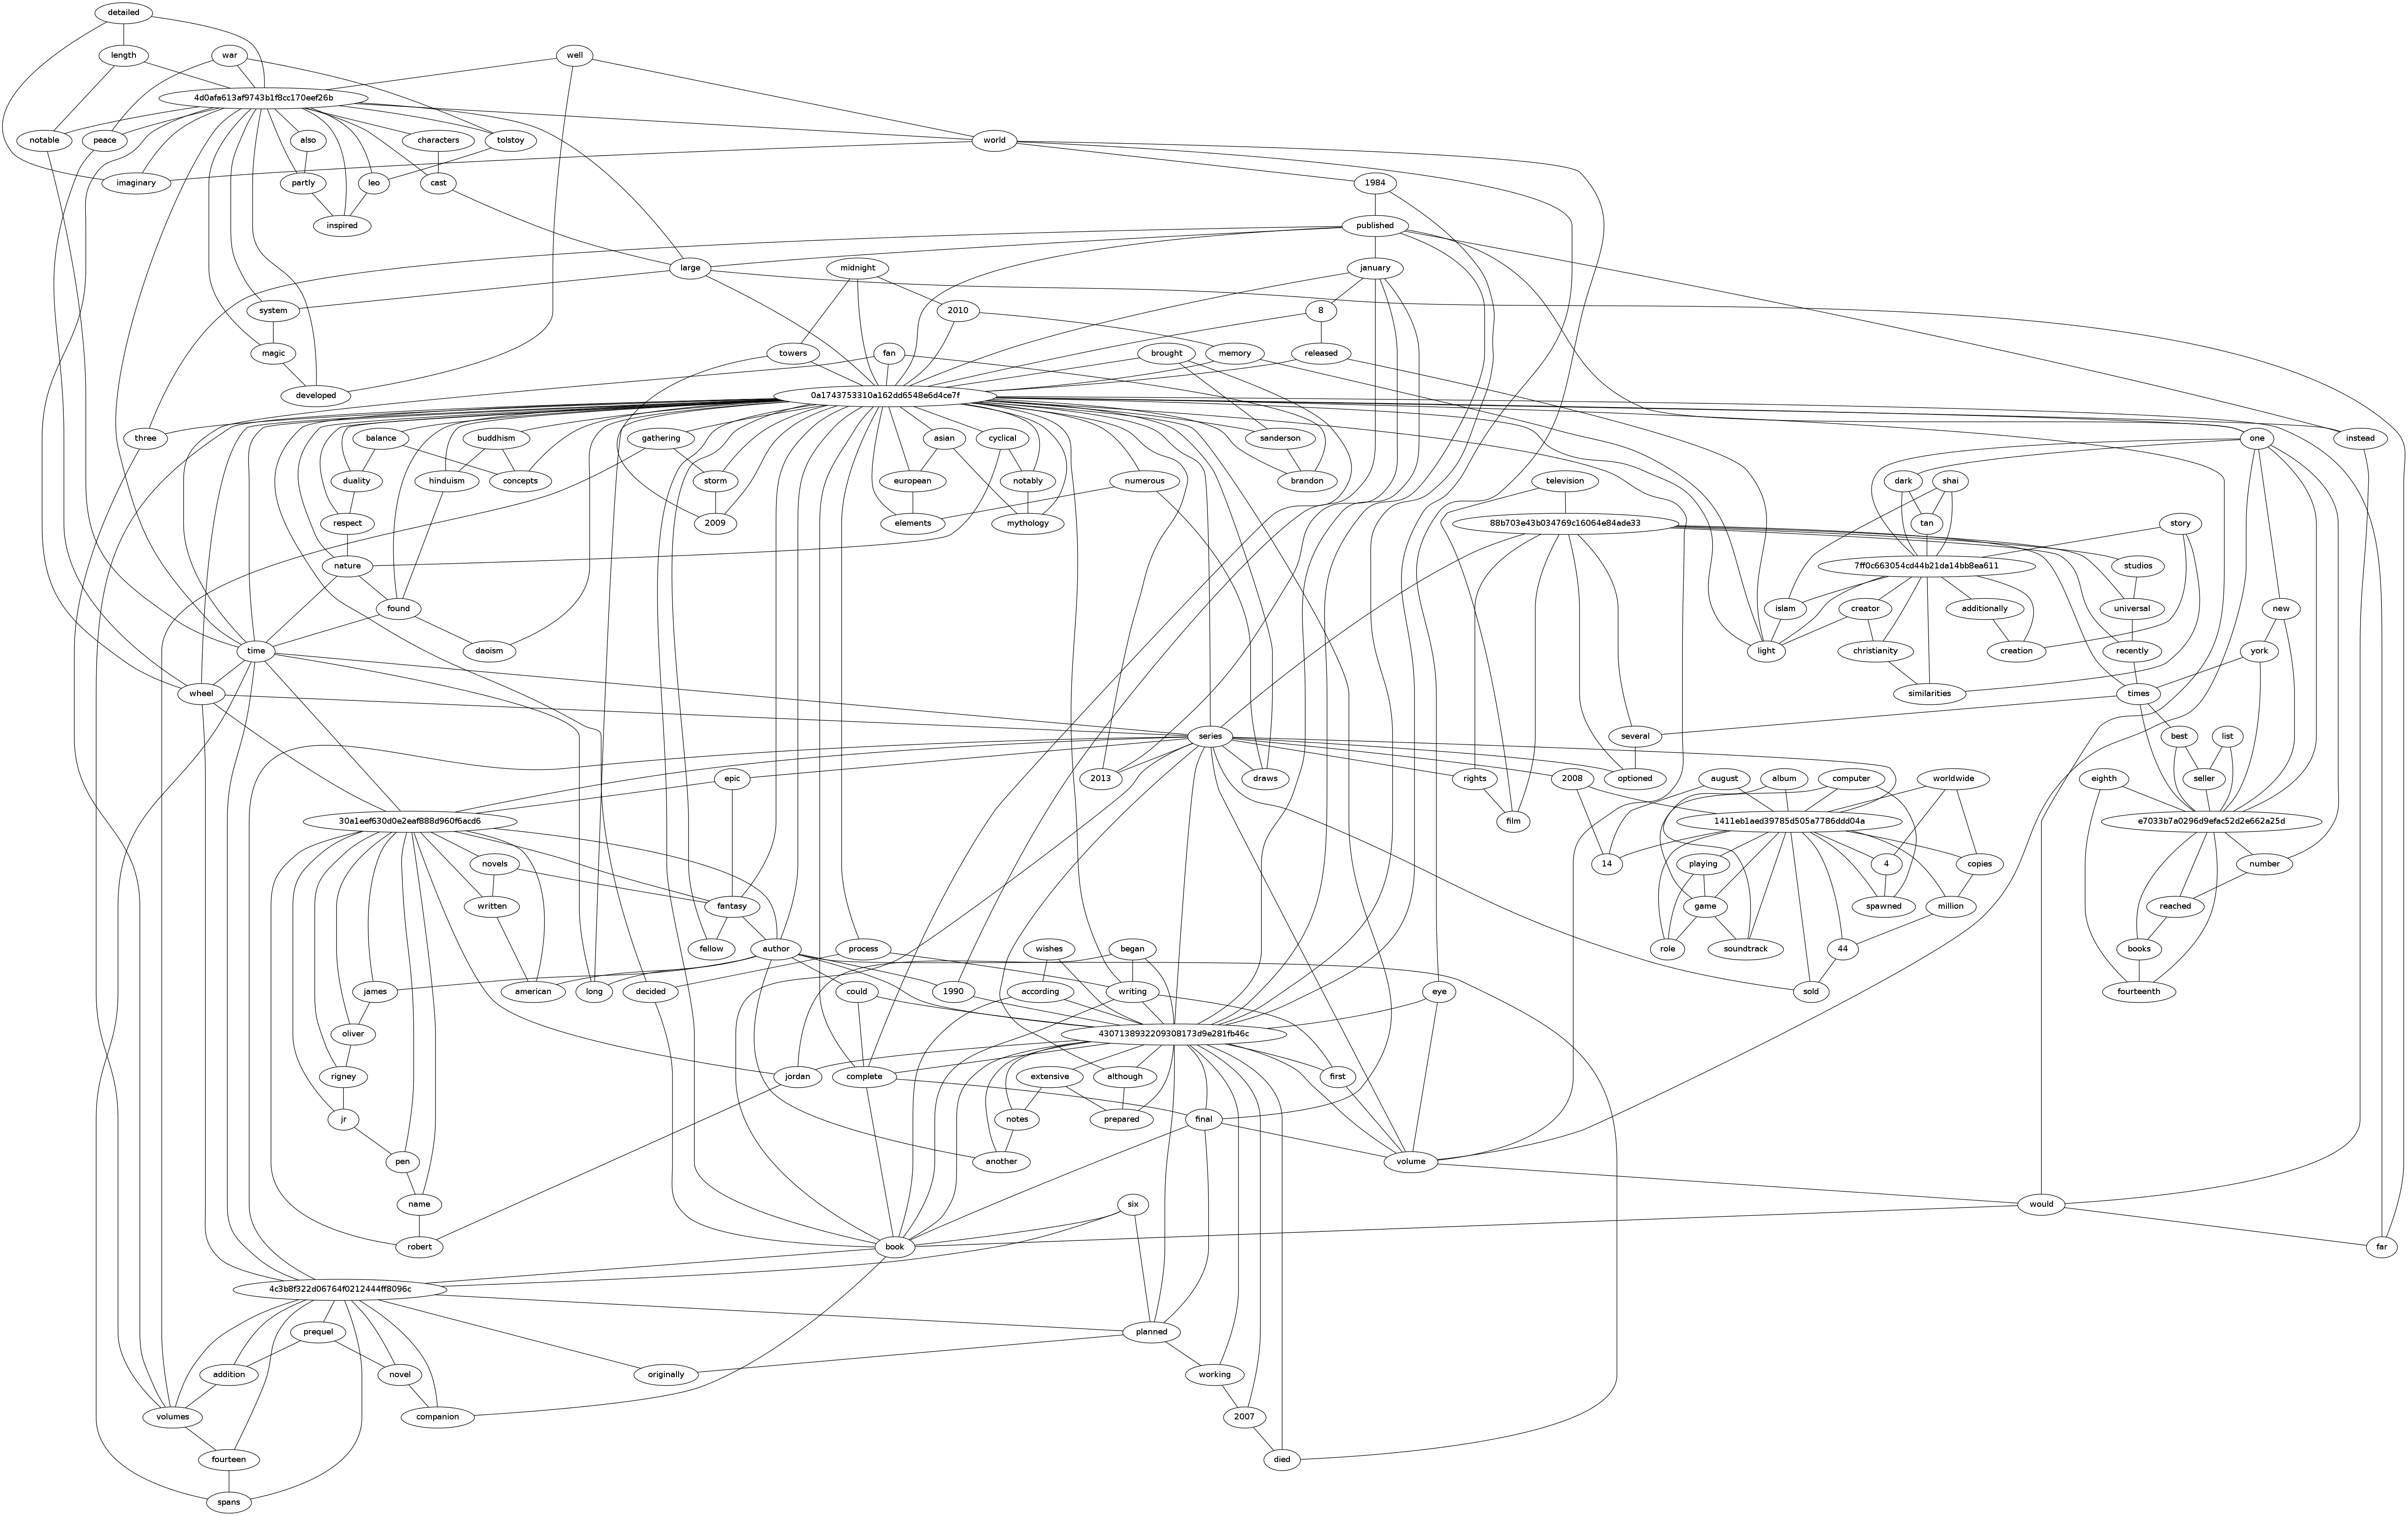 detailed
length
war
well
4d0afa613af9743b1f8cc170eef26b
notable
peace
also
characters
tolstoy
world
imaginary
partly
leo
cast
1984
inspired
published
large
midnight
january
system
2010
8
magic
towers
fan
brought
memory
released
developed
0a1743753310a162dd6548e6d4ce7f
three
balance
buddhism
gathering
asian
cyclical
sanderson
one
instead
duality
hinduism
concepts
storm
european
notably
numerous
brandon
television
dark
shai
respect
2009
elements
mythology
88b703e43b034769c16064e84ade33
tan
story
nature
7ff0c663054cd44b21da14bb8ea611
studios
found
islam
creator
additionally
universal
new
time
daoism
light
christianity
creation
recently
york
wheel
similarities
times
series
several
best
list
epic
2013
draws
rights
2008
optioned
august
album
computer
worldwide
eighth
seller
30a1eef630d0e2eaf888d960f6acd6
film
1411eb1aed39785d505a7786ddd04a
e7033b7a0296d9efac52d2e662a25d
novels
14
playing
4
copies
number
written
fantasy
game
spawned
million
reached
fellow
author
process
wishes
began
role
soundtrack
44
books
james
american
long
decided
could
1990
according
writing
eye
sold
fourteenth
oliver
4307138932209308173d9e281fb46c
rigney
jordan
complete
extensive
although
first
jr
notes
prepared
final
pen
another
volume
name
six
would
robert
book
far
4c3b8f322d06764f0212444ff8096c
prequel
planned
addition
novel
originally
working
volumes
companion
2007
fourteen
died
spans